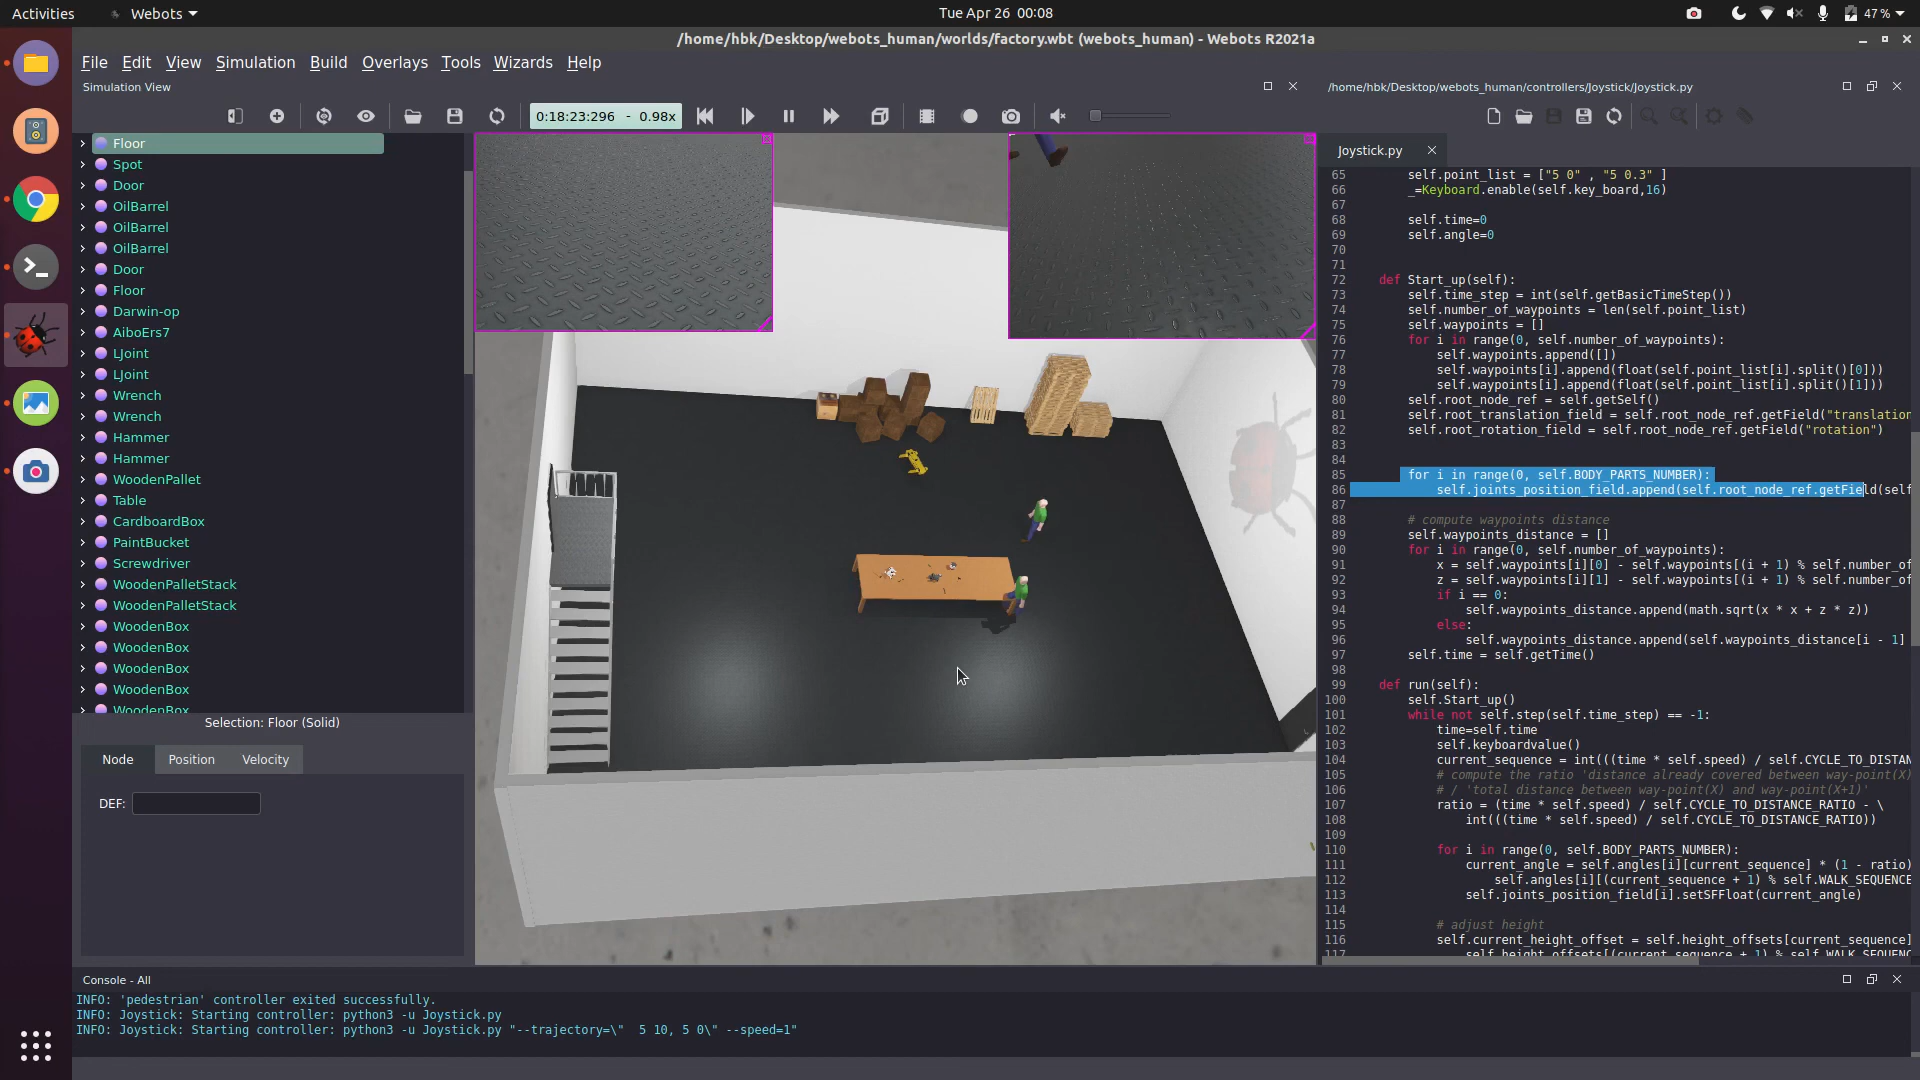 Activities
Webots
Tue Apr 26 00:08
47 %
/home/hbk/Desktop/webots_human/worlds/factory.wbt (webots_human) - Webots R2021a
File Edit View Simulation Build Overlays Tools Wizards Help
Simulation View
0:18:23:296 - 0.98x
Floor
Spot
Door
OilBarrel
OilBarrel
OilBarrel
Door
Floor
Darwin-op
AiboErs7
LJoint
LJoint
Wrench
Wrench
Hammer
Hammer
WoodenPallet
Table
CardboardBox
PaintBucket
Screwdriver
WoodenPalletStack
WoodenPalletStack
WoodenBox
WoodenBox
WoodenBox
WoodenBox
WoodenBox
Selection: Floor (Solid)
Node Position Velocity
DEF:
/home/hbk/Desktop/webots_human/controllers/Joystick/Joystick.py
Joystick.py
65 self.point_list = ["5 0" , "5 0.3" ]
66 _=Keyboard.enable(self.key_board,16)
67
68 self.time=0
69 self.angle=0
70
71
72 def Start_up(self):
73 self.time_step = int(self.getBasicTimeStep())
74 self.number_of_waypoints = len(self.point_list)
75 self.waypoints = []
76 for i in range(0, self.number_of_waypoints):
77 self.waypoints.append([])
78 self.waypoints[i].append(float(self.point_list[i].split()[0]))
79 self.waypoints[i].append(float(self.point_list[i].split()[1]))
80 self.root_node_ref = self.getSelf()
81 self.root_translation_field = self.root_node_ref.getField("translation
82 self.root_rotation_field = self.root_node_ref.getField("rotation")
83
84
85 for i in range(0, self.BODY_PARTS_NUMBER):
86 self.joints_position_field.append(self.root_node_ref.getField(self
87
88 # compute waypoints distance
89 self.waypoints_distance = []
90 for i in range(0, self.number_of_waypoints):
91 x = self.waypoints[i][0] - self.waypoints[(i + 1) % self.number_of
92 z = self.waypoints[i][1] - self.waypoints[(i + 1) % self.number_of
93 if i == 0:
94 self.waypoints_distance.append(math.sqrt(x * x + z * z))
95 else:
96 self.waypoints_distance.append(self.waypoints_distance[i - 1]
97 self.time = self.getTime()
98
99 def run(self):
100 self.Start_up()
101 while not self.step(self.time_step) == -1:
102 time=self.time
103 self.keyboardvalue()
104 current_sequence = int(((time * self.speed) / self.CYCLE_TO_DISTAN
105 # compute the ratio 'distance already covered between way-point(X)
106 # / 'total distance between way-point(X) and way-point(X+1)'
107 ratio = (time * self.speed) / self.CYCLE_TO_DISTANCE_RATIO - \
108 int(((time * self.speed) / self.CYCLE_TO_DISTANCE_RATIO))
109
110 for i in range(0, self.BODY_PARTS_NUMBER):
111 current_angle = self.angles[i][current_sequence] * (1 - ratio)
112 self.angles[i][(current_sequence + 1) % self.WALK_SEQUENCE
113 self.joints_position_field[i].setSFFloat(current_angle)
114
115 # adjust height
116 self.current_height_offset = self.height_offsets[current_sequence]
117 self.height_offsets[(current_sequence + 1) % self.WALK_SEQUENC
Console - All
INFO: 'pedestrian' controller exited successfully.
INFO: Joystick: Starting controller: python3 -u Joystick.py
INFO: Joystick: Starting controller: python3 -u Joystick.py "--trajectory=\"  5 10, 5 0\" --speed=1"